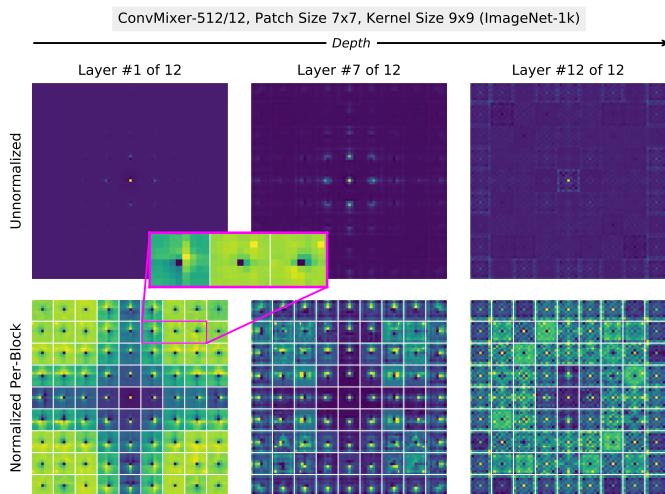 ConvMixer-512/12, Patch Size 7x7, Kernel Size 9x9 (ImageNet-1k)
Depth
Layer #1 of 12
Layer #7 of 12
Layer #12 of 12
Unnormalized
Normalized Per-Block